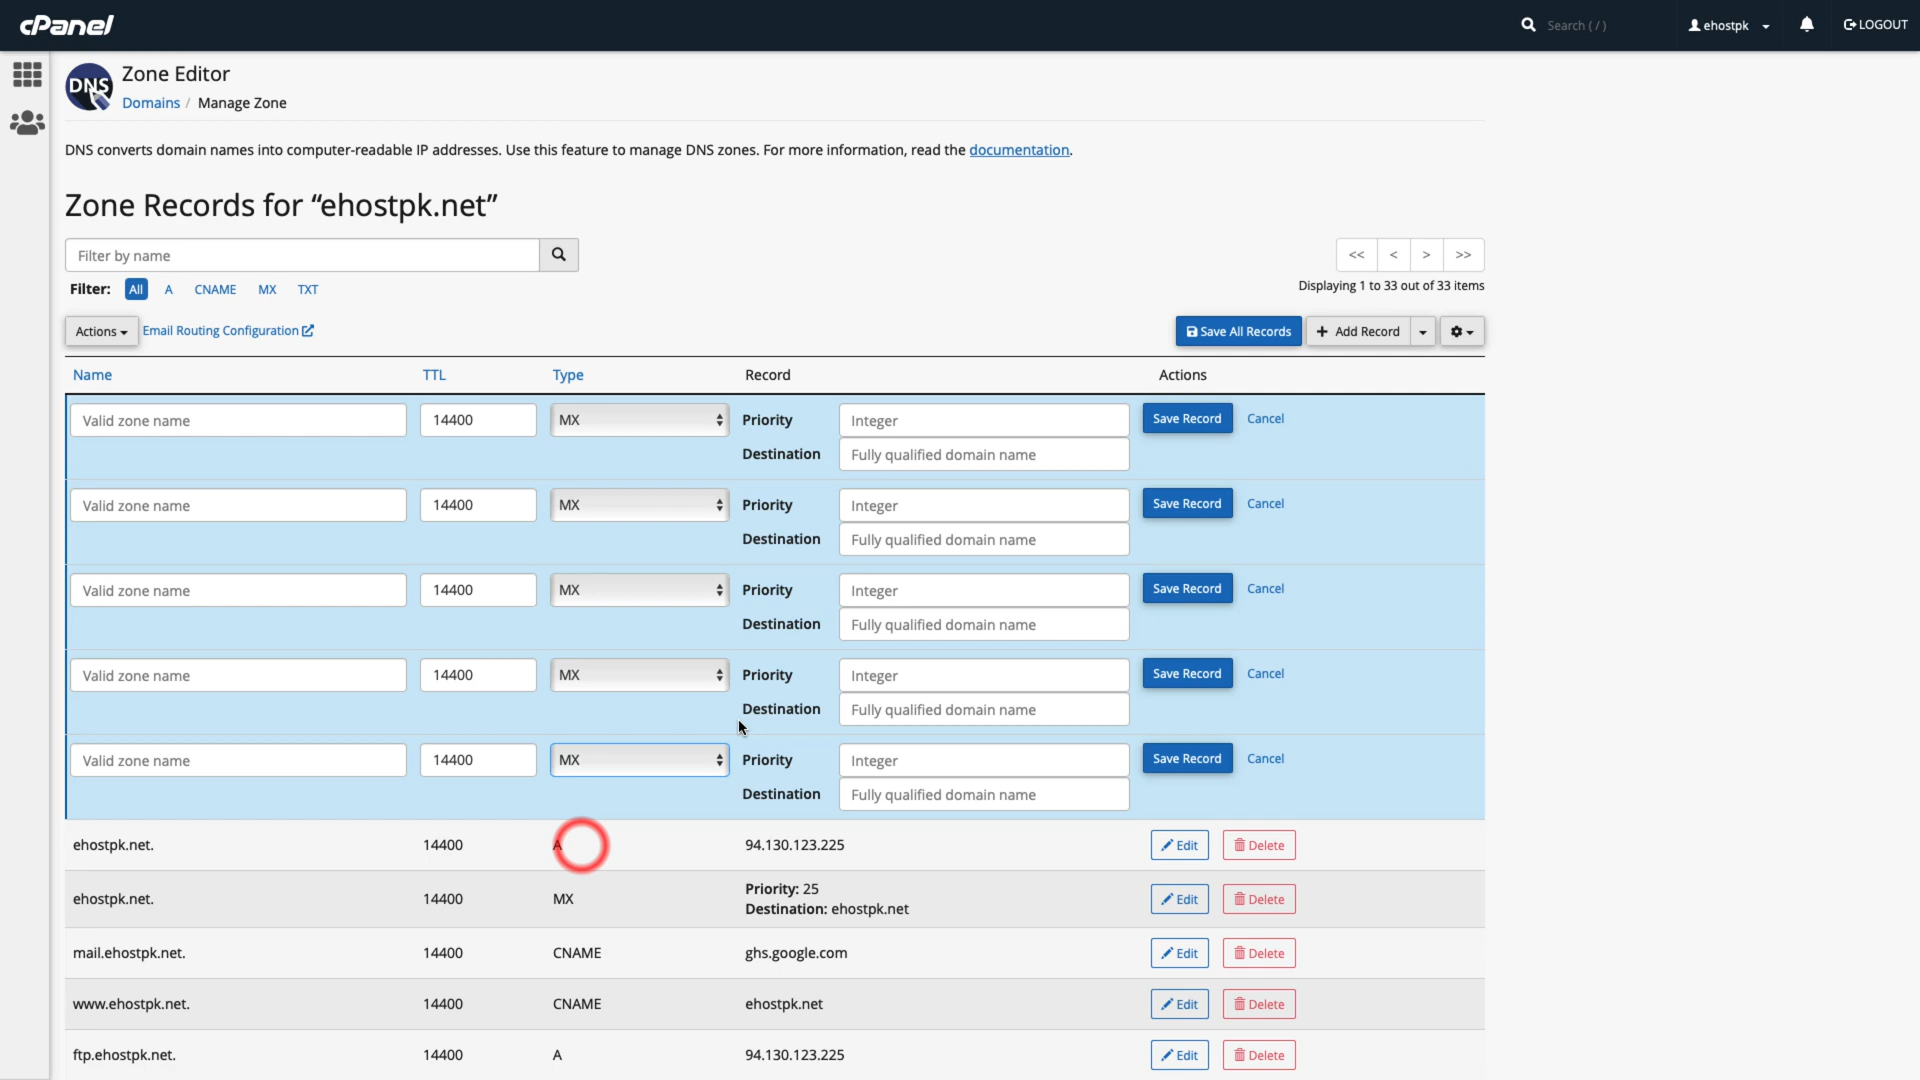 cPanel
Search ( / )
ehostpk
LOGOUT
DNS
Zone Editor
Domains / Manage Zone
DNS converts domain names into computer-readable IP addresses. Use this feature to manage DNS zones. For more information, read the documentation.
Zone Records for “ehostpk.net”
Filter by name
<< < > >>
Filter: All A CNAME MX TXT
Displaying 1 to 33 out of 33 items
Actions Email Routing Configuration
Save All Records + Add Record
Name TTL Type Record Actions
Valid zone name 14400 MX Priority Integer Save Record Cancel
Destination Fully qualified domain name
Valid zone name 14400 MX Priority Integer Save Record Cancel
Destination Fully qualified domain name
Valid zone name 14400 MX Priority Integer Save Record Cancel
Destination Fully qualified domain name
Valid zone name 14400 MX Priority Integer Save Record Cancel
Destination Fully qualified domain name
Valid zone name 14400 MX Priority Integer Save Record Cancel
Destination Fully qualified domain name
ehostpk.net. 14400 A 94.130.123.225 Edit Delete
ehostpk.net. 14400 MX Priority: 25 Edit Delete
Destination: ehostpk.net
mail.ehostpk.net. 14400 CNAME ghs.google.com Edit Delete
www.ehostpk.net. 14400 CNAME ehostpk.net Edit Delete
ftp.ehostpk.net. 14400 A 94.130.123.225 Edit Delete